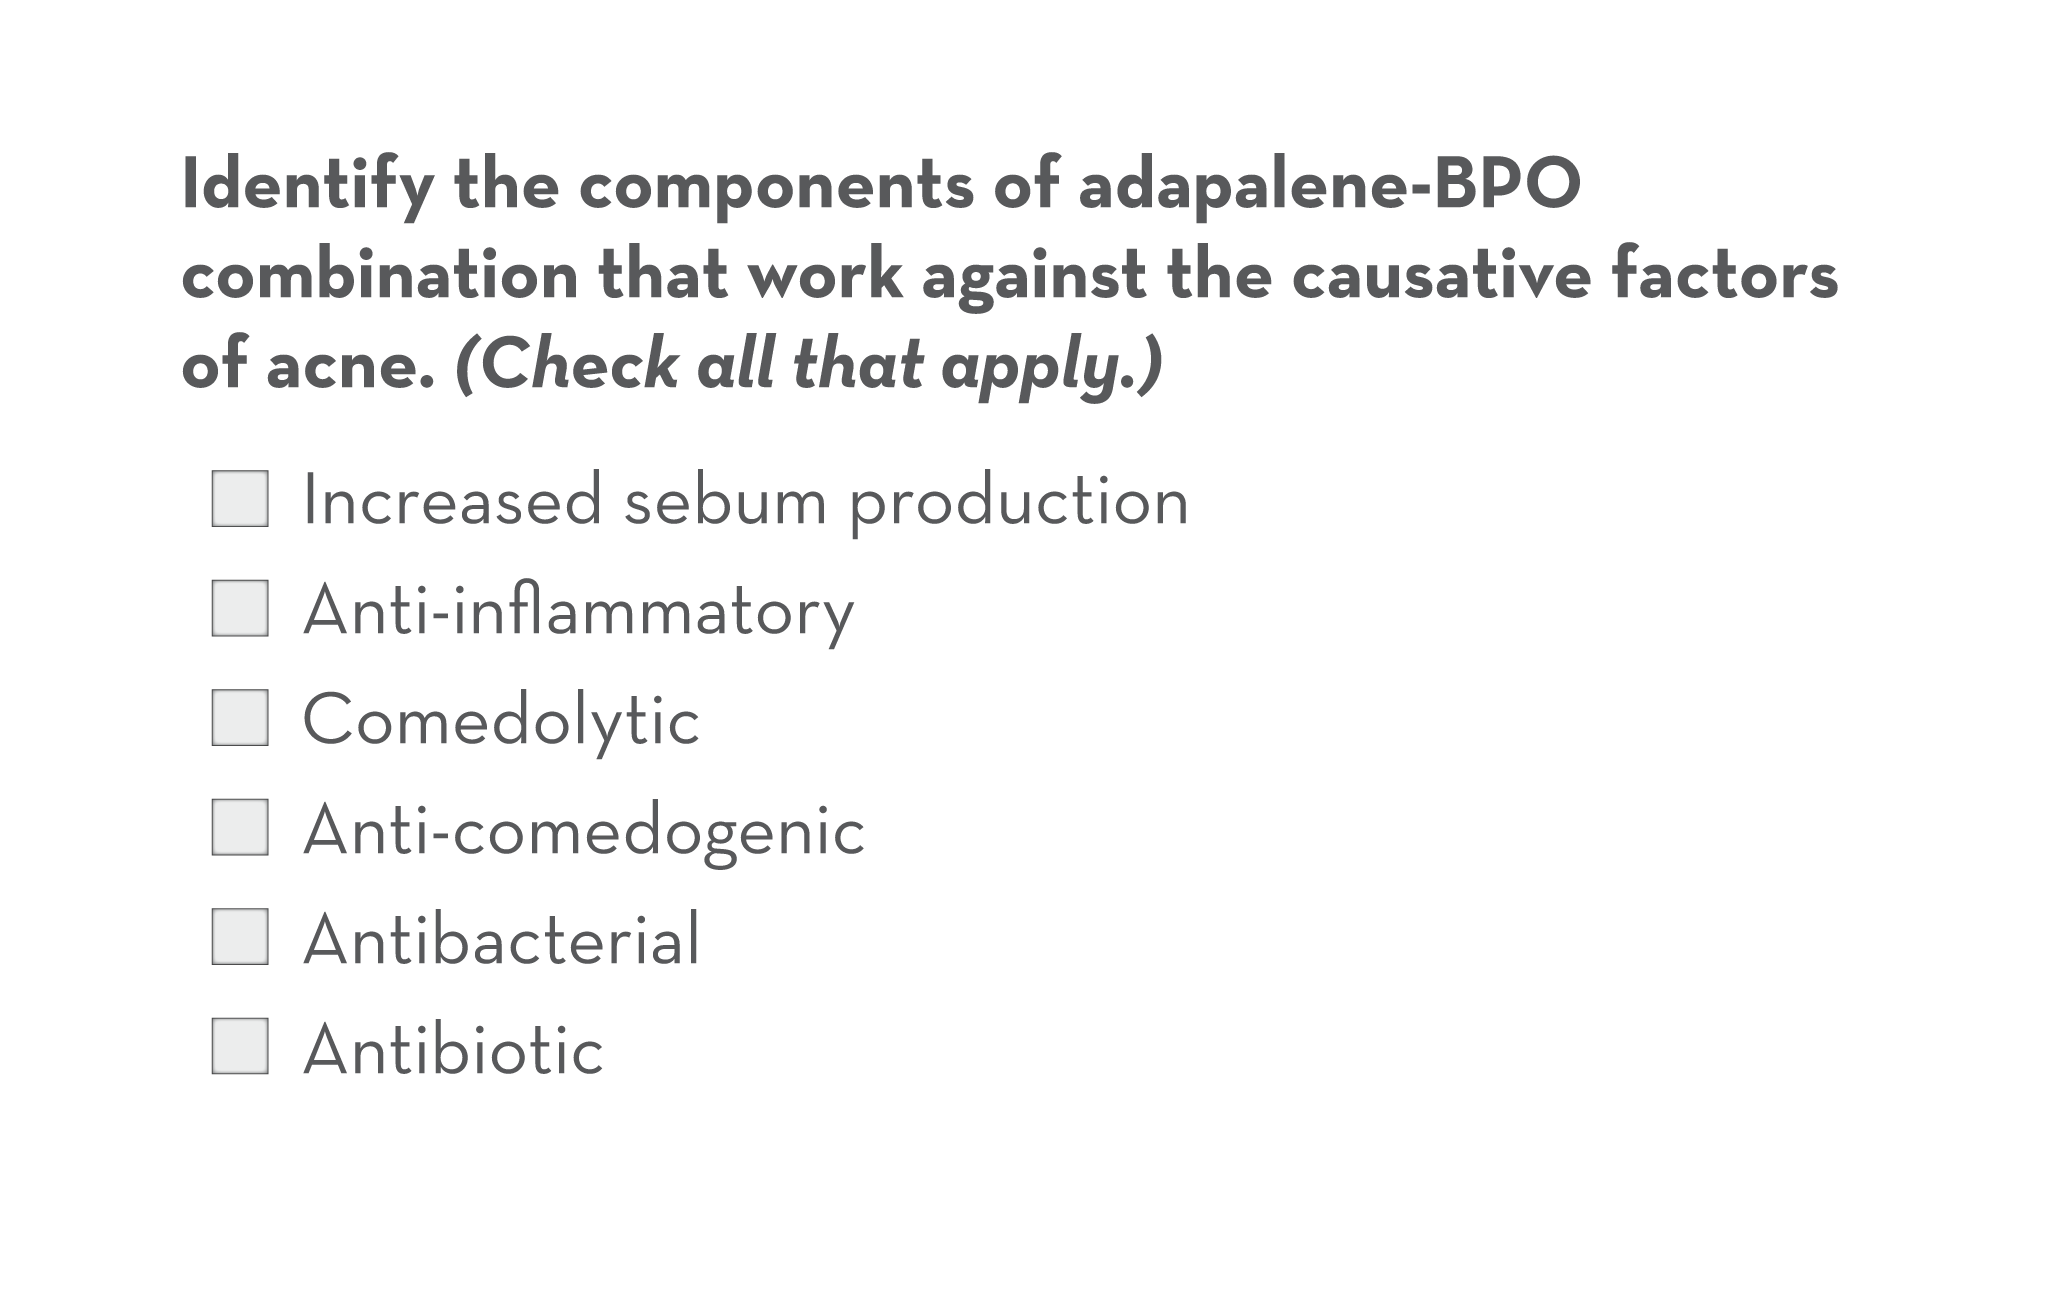 Identify the components of adapalene-BPO
combination that work against the causative factors
of acne. (Check all that apply.)
Increased sebum production
Anti-inflammatory
Comedolytic
Anti-comedogenic
Antibacterial
Antibiotic